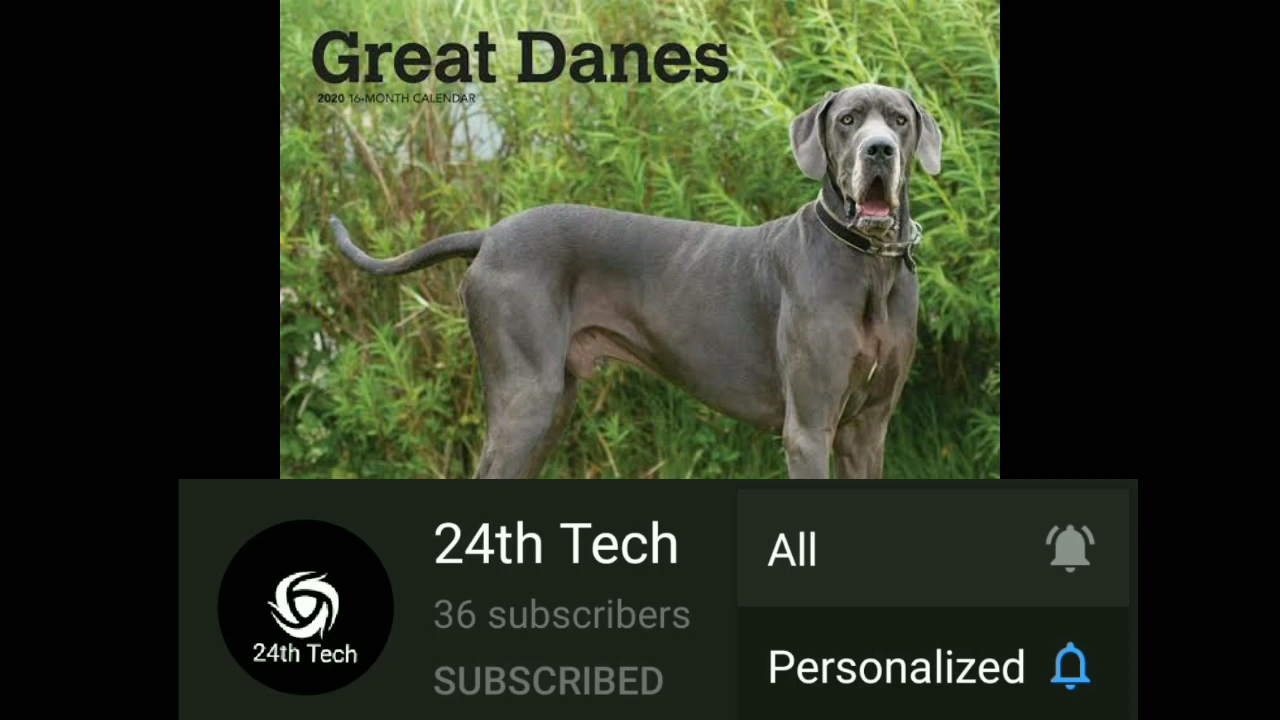 Great Danes
2020 16-MONTH CALENDAR
24th Tech
24th Tech
36 subscribers
SUBSCRIBED
All
Personalized